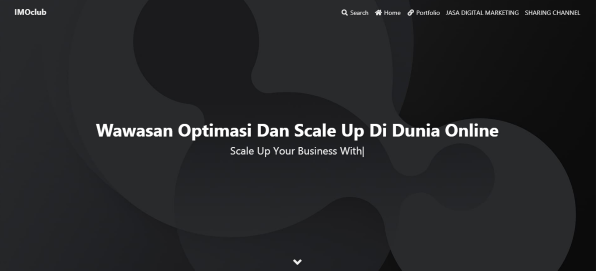 IMOclub
Search Home Portfolio JASA DIGITAL MARKETING SHARING CHANNEL
Wawasan Optimasi Dan Scale Up Di Dunia Online
Scale Up Your Business With|